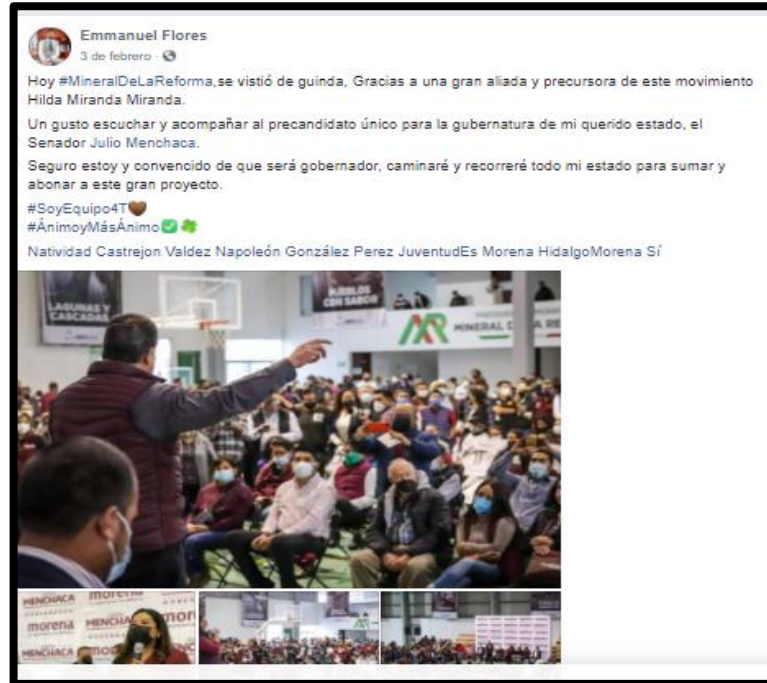 Emmanuel Flores
3 de febrero ·
Hoy #MineralDeLaReforma,se vistió de guinda, Gracias a una gran aliada y precursora de este movimiento
Hilda Miranda Miranda.
Un gusto escuchar y acompañar al precandidato único para la gubernatura de mi querido estado, el
Senador Julio Menchaca.
Seguro estoy y convencido de que será gobernador, caminaré y recorreré todo mi estado para sumar y
abonar a este gran proyecto.
#SoyEquipo4T🤎
#ÁnimoyMásÁnimo✅🍀
Natividad Castrejon Valdez Napoleón González Perez JuventudEs Morena HidalgoMorena Sí
LAGUNAS Y
CASCADAS
PUEBLOS
CON SABOR
MR
MINERAL DE LA RE
MENCHACA
morena
morena
MENCHACA
MENCHACA